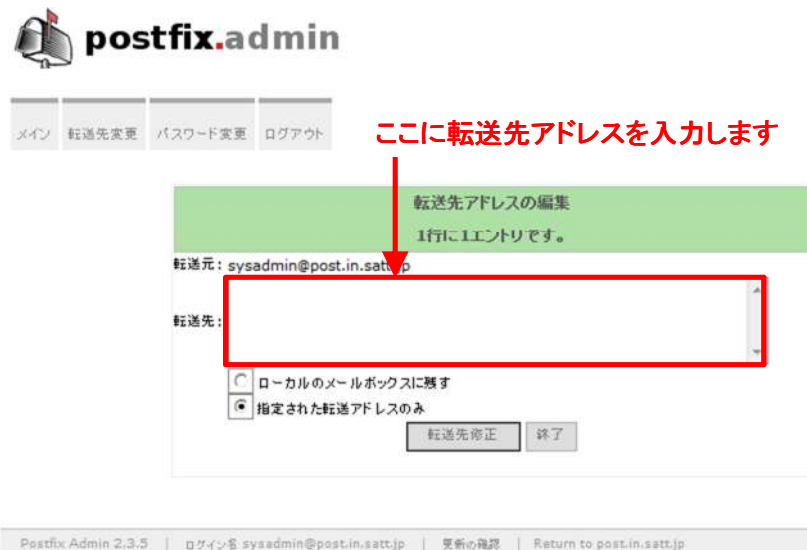 postfix.admin
メイン 転送先変更 パスワード変更 ログアウト
ここに転送先アドレスを入力します
転送先アドレスの編集
1行に1エントリです。
転送元: sysadmin@post.in.satt.jp
転送先:
ローカルのメールボックスに残す
指定された転送アドレスのみ
転送先修正 終了
Postfix Admin 2.3.5 | ログイン名 sysadmin@post.in.satt.jp | 更新の確認 | Return to post.in.satt.jp